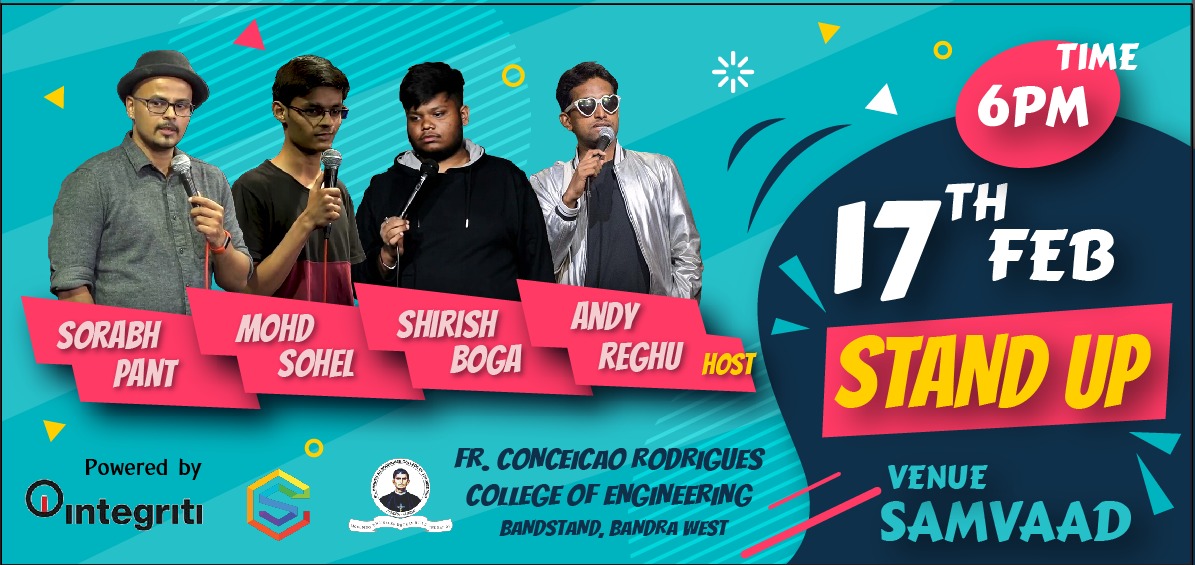 TIME
6PM
17TH
FEB
STAND UP
VENUE
SAMVAAD
SORABH
PANT
MOHD
SOHEL
SHIRISH
BOGA
ANDY
REGHU
HOST
Powered by
integriti
FR. CONCEICAO RODRIGUES
COLLEGE OF ENGINEERING
BANDSTAND, BANDRA WEST